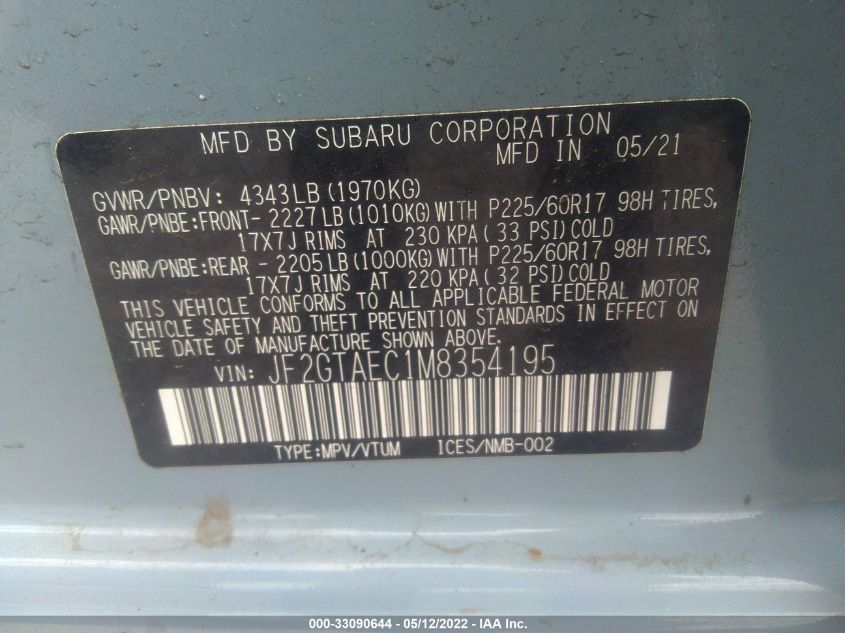 MFD BY SUBARU CORPORATION
MFD IN 05/21
GVWR/PNBV: 4343LB (1970KG)
GAWR/PNBE:FRONT- 2227LB (1010KG) WITH P225/60R17 98H TIRES,
17X7J RIMS AT 230 KPA ( 33 PSI) COLD
GAWR/PNBE:REAR - 2205LB (1000KG) WITH P225/60R17 98H TIRES,
17X7J RIMS AT 220 KPA ( 32 PSI) COLD
THIS VEHICLE CONFORMS TO ALL APPLICABLE FEDERAL MOTOR
VEHICLE SAFETY AND THEFT PREVENTION STANDARDS IN EFFECT ON
THE DATE OF MANUFACTURE SHOWN ABOVE.
VIN: JF2GTAEC1M8354195
TYPE:MPV/VTUM ICES/NMB-002
000-33090644 - 05/12/2022 - IAA Inc.